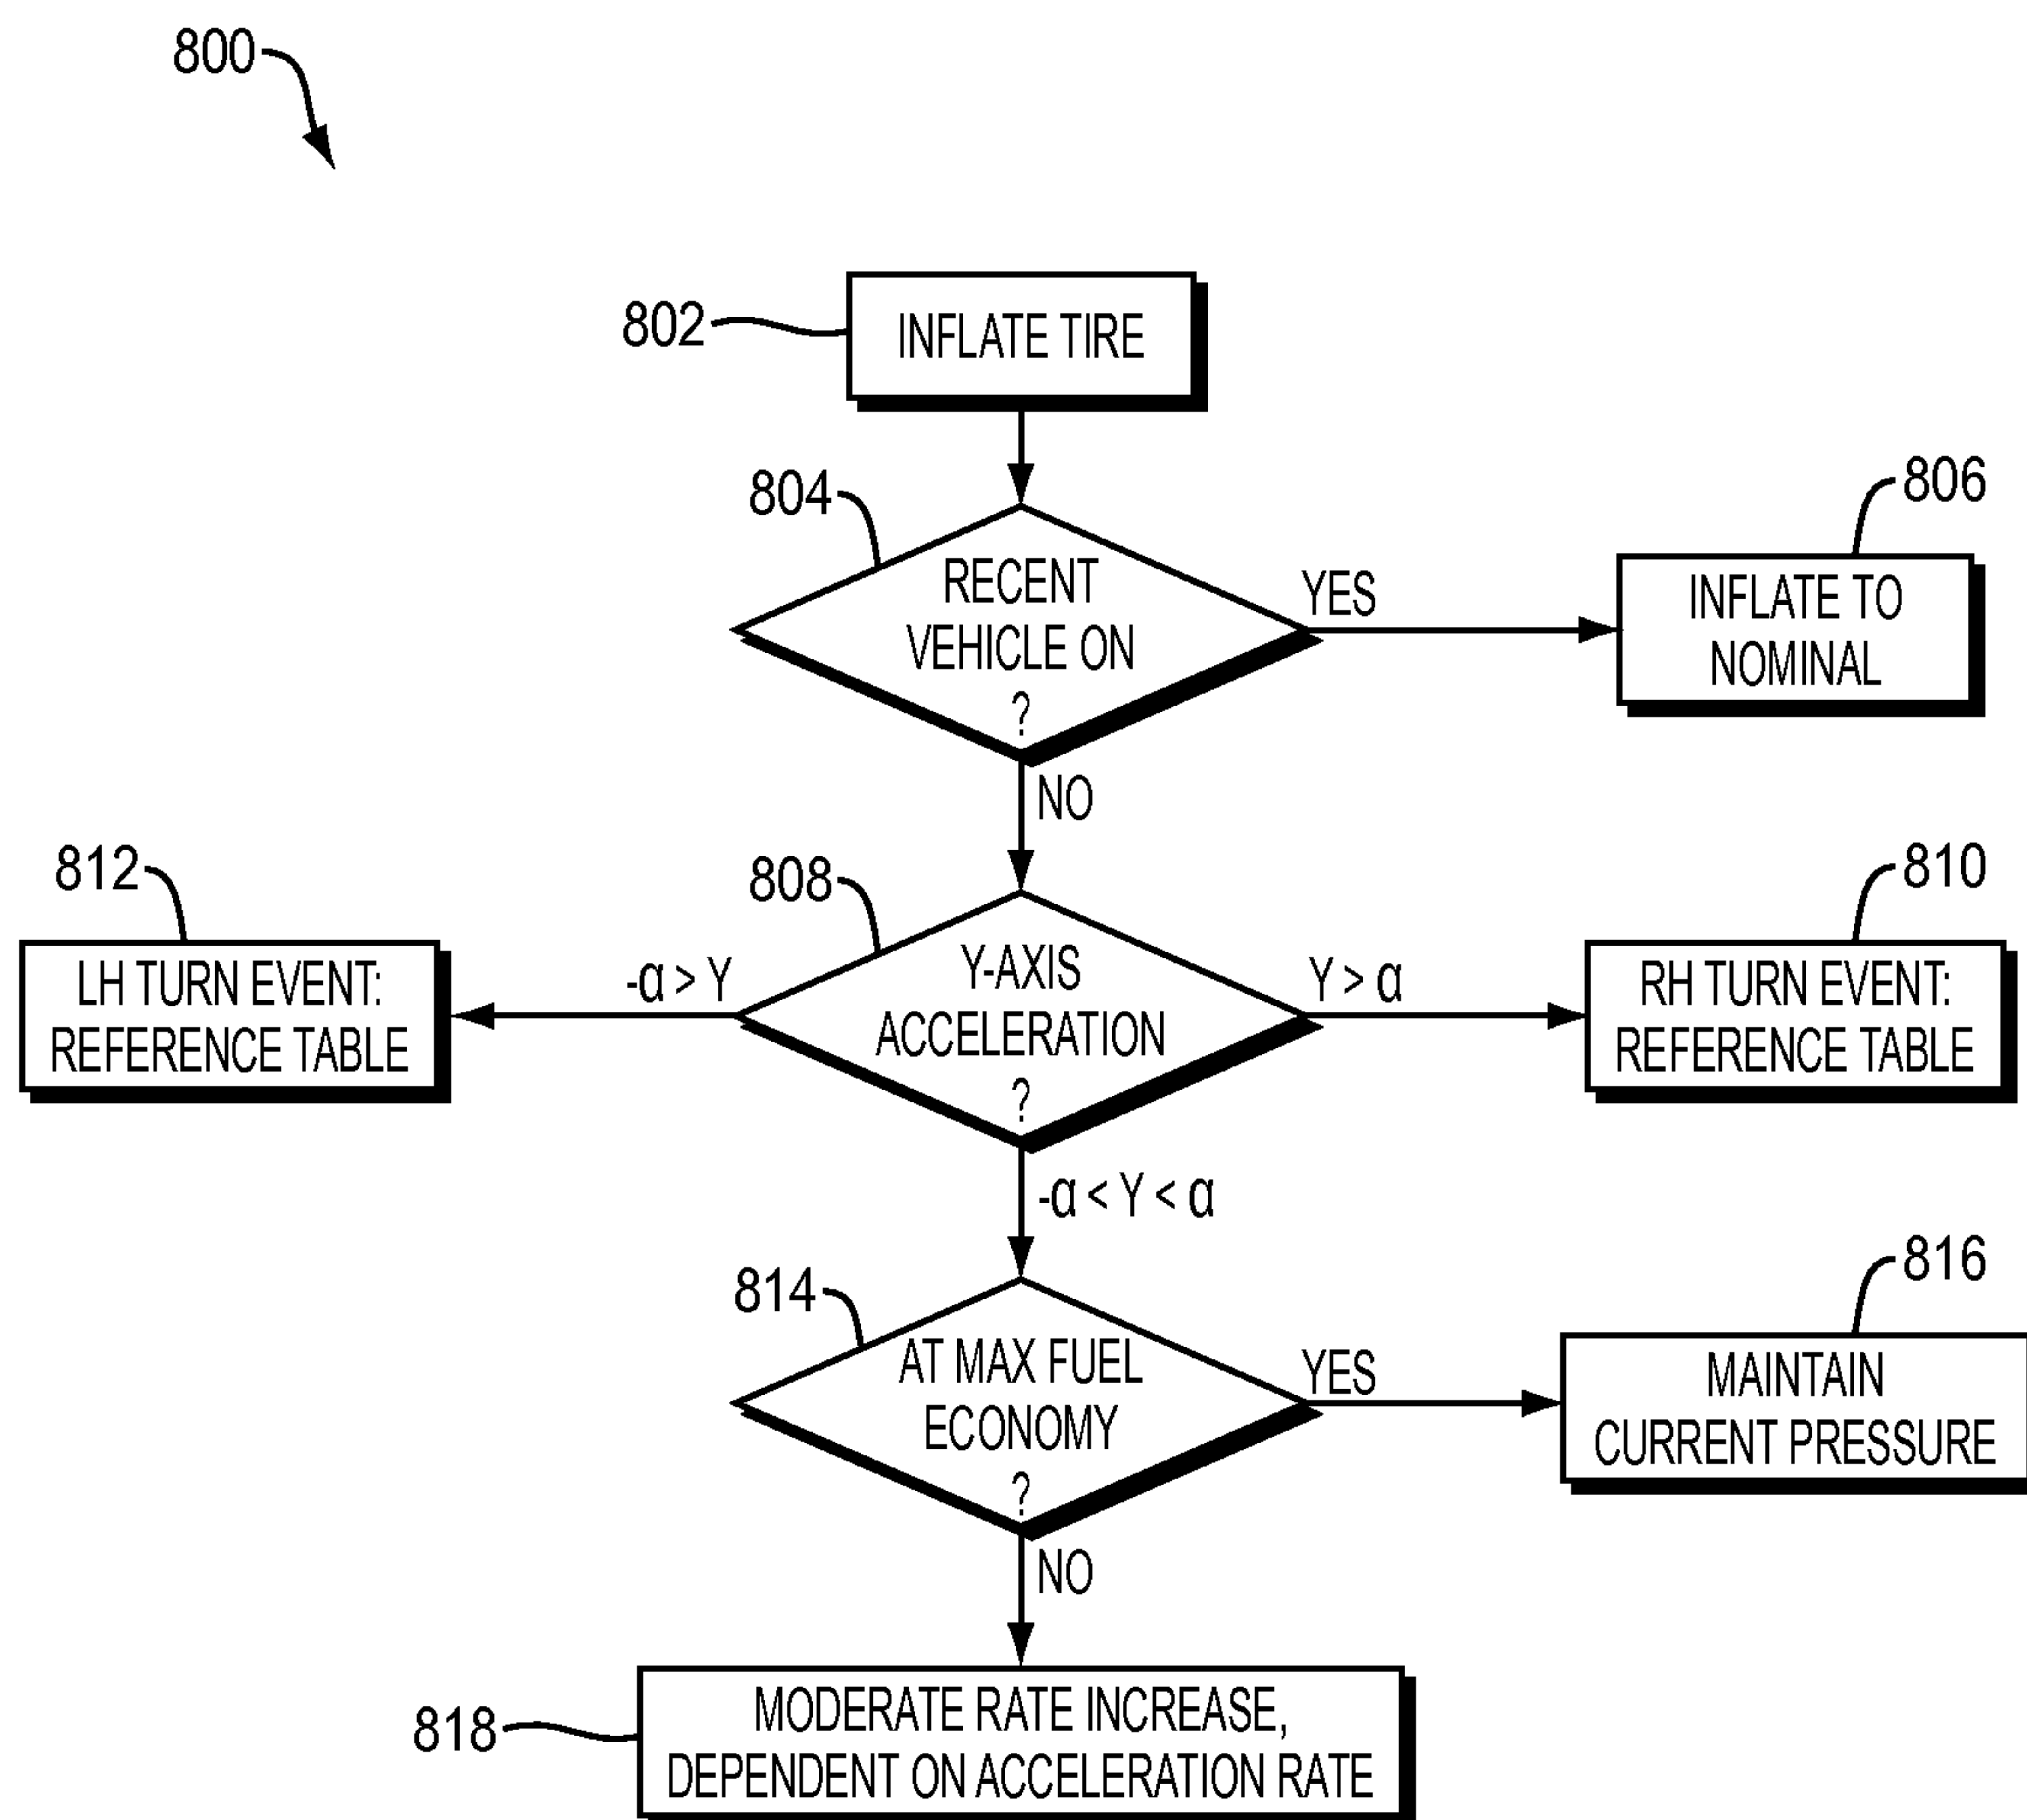 800
802
INFLATE TIRE
804
RECENT
VEHICLE ON
?
YES
806
INFLATE TO
NOMINAL
NO
812
LH TURN EVENT:
REFERENCE TABLE
-α > Y
808
Y-AXIS
ACCELERATION
?
Y > α
810
RH TURN EVENT:
REFERENCE TABLE
-α < Y < α
814
AT MAX FUEL
ECONOMY
?
YES
816
MAINTAIN
CURRENT PRESSURE
NO
818
MODERATE RATE INCREASE,
DEPENDENT ON ACCELERATION RATE